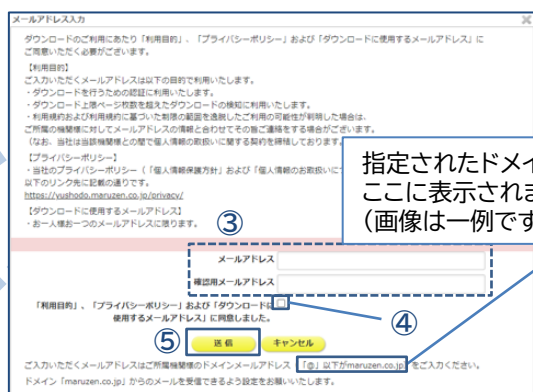 メールアドレス入力
ダウンロードのご利用にあたり「利用目的」、「プライバシーポリシー」および「ダウンロードに使用するメールアドレス」に
ご同意いただく必要がございます。
【利用目的】
ご入力いただくメールアドレスは以下の目的で利用いたします。
・ダウンロードを行うための認証に利用いたします。
・ダウンロード上限ページ枚数を超えたダウンロードの検知に利用いたします。
・利用規約および利用規約に基づいた制限の範囲を逸脱したご利用の可能性が判明した場合は、
ご所属の機関様に対してメールアドレスの情報と合わせてその旨ご連絡をする場合がございます。
(なお、当社は当該機関様との間で個人情報の取扱いに関する契約を締結しております
【プライバシーポリシー】
・当社のプライバシーポリシー(「個人情報保護方針」および「個人情報のお取扱いにつ
以下のリンク先に記載の通りです。
https://yushodo.maruzen.co.jp/privacy/
【ダウンロードに使用するメールアドレス】
・お一人様お一つのメールアドレスに限ります。
指定されたドメイ
ここに表示されま
(画像は一例です
③
メールアドレス
確認用メールアドレス
「利用目的」、「プライバシーポリシー」および「ダウンロードに
使用するメールアドレス」に同意しました。
④
⑤
送信
キャンセル
ご入力いただくメールアドレスはご所属機関様のドメインメールアドレス「@」以下がmaruzen.co.jp」をご入力ください。
ドメイン「maruzen.co.jp」からのメールを受信できるよう設定をお願いいたします。